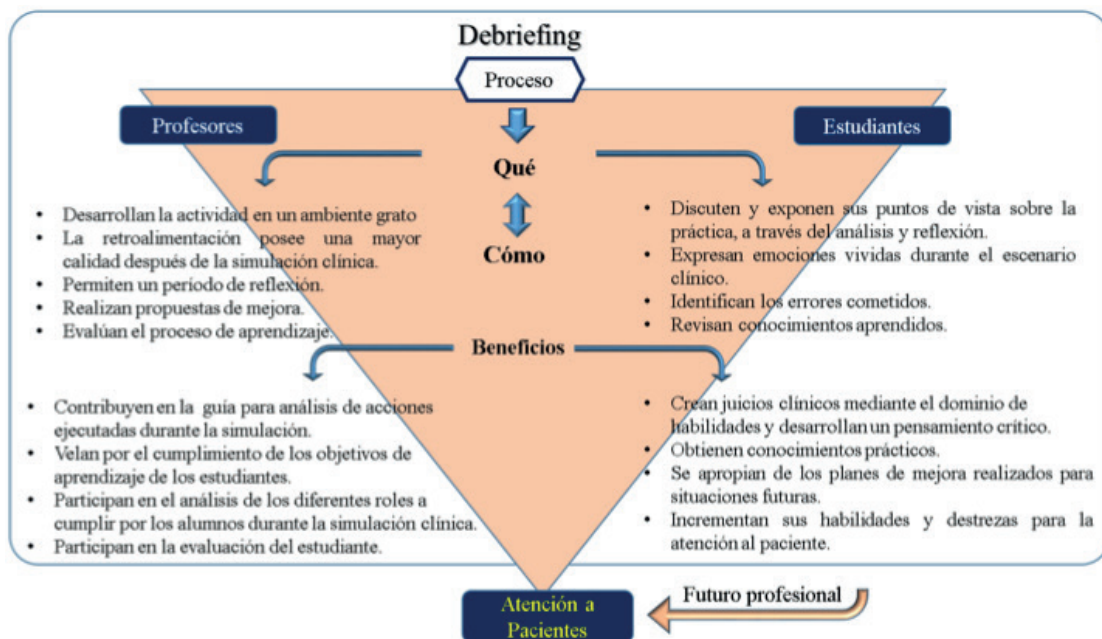 Debriefing
Proceso
Profesores
Estudiantes
Qué
Cómo
• Desarrollan la actividad en un ambiente grato
• La retroalimentación posee una mayor
calidad después de la simulación clínica.
• Permiten un período de reflexión.
• Realizan propuestas de mejora.
• Evalúan el proceso de aprendizaje.
• Discuten y exponen sus puntos de vista sobre la
práctica, a través del análisis y reflexión.
• Expresan emociones vividas durante el escenario
clínico.
• Identifican los errores cometidos.
• Revisan conocimientos aprendidos.
Beneficios
• Contribuyen en la guía para análisis de acciones
ejecutadas durante la simulación.
• Velan por el cumplimiento de los objetivos de
aprendizaje de los estudiantes.
• Participan en el análisis de los diferentes roles a
cumplir por los alumnos durante la simulación clínica.
• Participan en la evaluación del estudiante.
• Crean juicios clínicos mediante el dominio de
habilidades y desarrollan un pensamiento crítico.
• Obtienen conocimientos prácticos.
• Se apropian de los planes de mejora realizados para
situaciones futuras.
• Incrementan sus habilidades y destrezas para la
atención al paciente.
Futuro profesional
Atención a
Pacientes